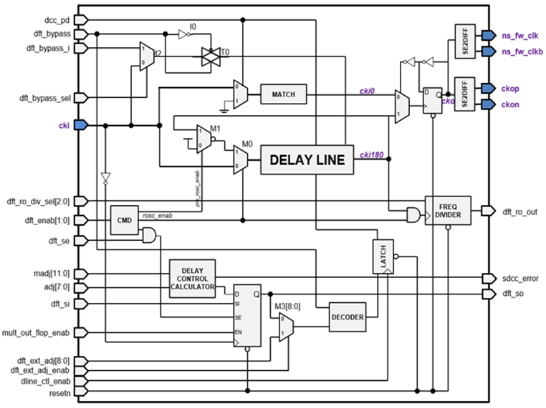 dcc_pd
dft_bypass
I0
dft_bypass_i
I2
T0
ns_fw_clk
SE2DIFF
ns_fw_clkb
dft_bypass_sel
MATCH
cki0
D
Q
cko
SE2DIFF
ckop
ckon
cki
M1
M0
DELAY LINE
cki180
pre_rosc_enab
dft_ro_div_sel[2:0]
dft_enab[1:0]
CMD
rosc_enab
FREQ
DIVIDER
dft_ro_out
dft_se
LATCH
madj[11:0]
adj[7:0]
DELAY
CONTROL
CALCULATOR
sdcc_error
dft_si
D
Q
SI
SE
EN
M3[8:0]
DECODER
dft_so
mult_out_flop_enab
dft_ext_adj[8:0]
dft_ext_adj_enab
dline_ctl_enab
resetn